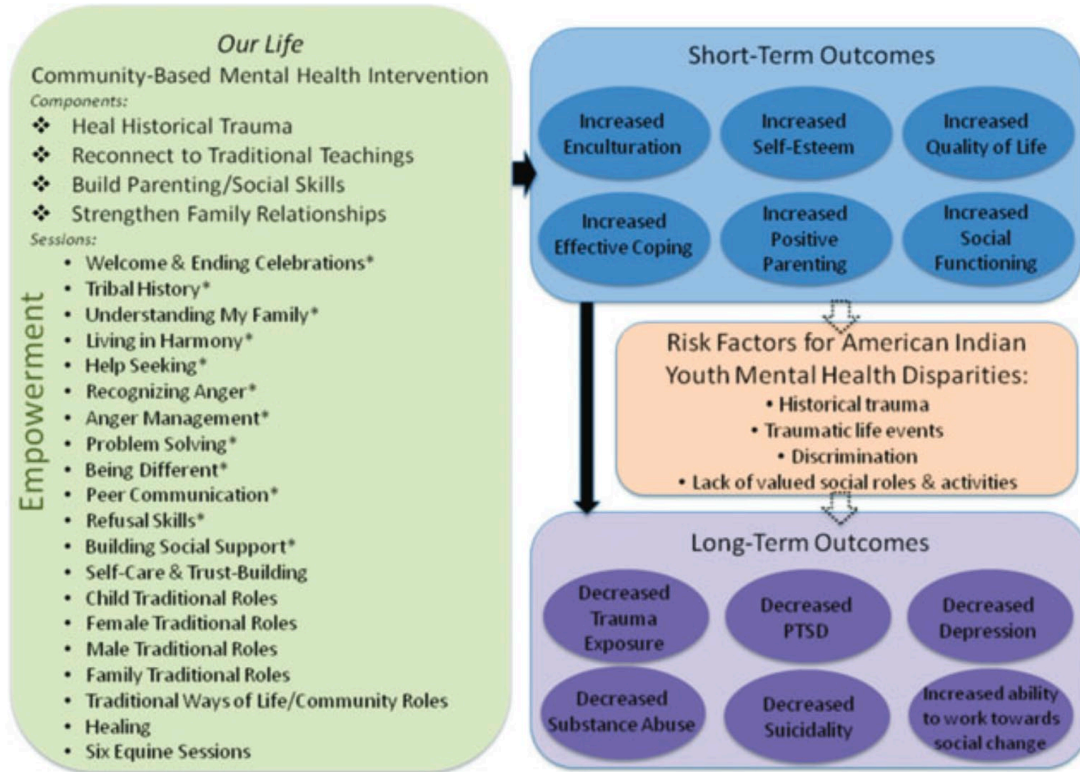 Our Life
Community-Based Mental Health Intervention
Components:
❖ Heal Historical Trauma
❖ Reconnect to Traditional Teachings
❖ Build Parenting/Social Skills
❖ Strengthen Family Relationships
Sessions:
• Welcome & Ending Celebrations*
• Tribal History*
• Understanding My Family*
• Living in Harmony*
• Help Seeking*
• Recognizing Anger*
• Anger Management*
• Problem Solving*
• Being Different*
• Peer Communication*
• Refusal Skills*
• Building Social Support*
• Self-Care & Trust-Building
• Child Traditional Roles
• Female Traditional Roles
• Male Traditional Roles
• Family Traditional Roles
• Traditional Ways of Life/Community Roles
• Healing
• Six Equine Sessions
Empowerment
Short-Term Outcomes
Increased
Enculturation
Increased
Self-Esteem
Increased
Quality of Life
Increased
Effective Coping
Increased
Positive
Parenting
Increased
Social
Functioning
Risk Factors for American Indian
Youth Mental Health Disparities:
• Historical trauma
• Traumatic life events
• Discrimination
• Lack of valued social roles & activities
Long-Term Outcomes
Decreased
Trauma
Exposure
Decreased
PTSD
Decreased
Depression
Decreased
Substance Abuse
Decreased
Suicidality
Increased ability
to work towards
social change